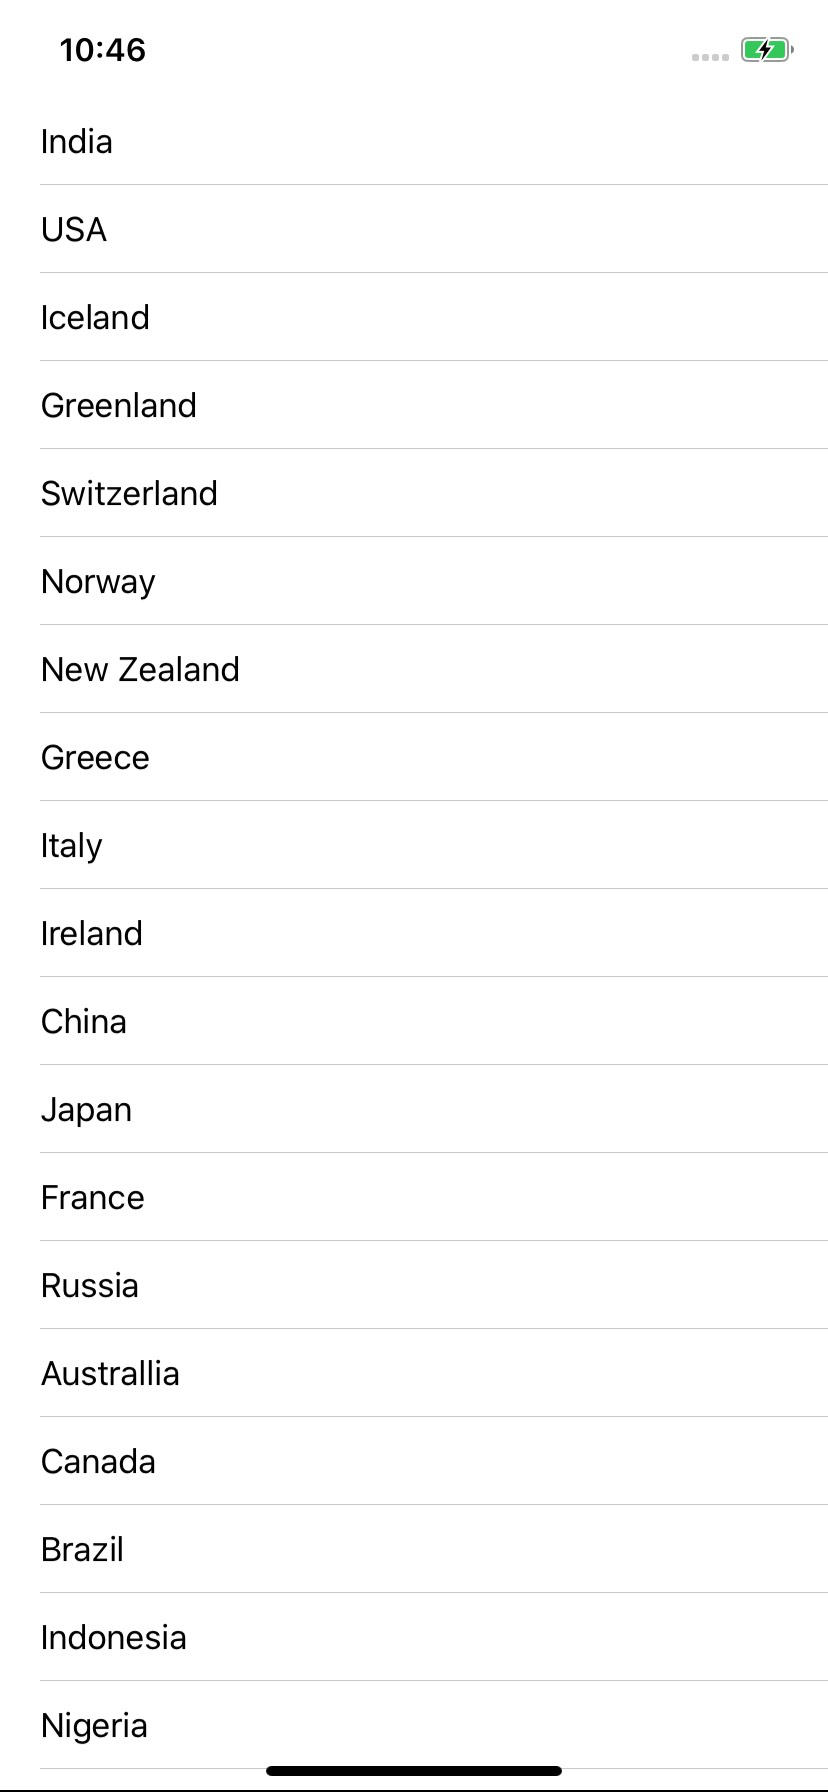 10:46
India
USA
Iceland
Greenland
Switzerland
Norway
New Zealand
Greece
Italy
Ireland
China
Japan
France
Russia
Australlia
Canada
Brazil
Indonesia
Nigeria